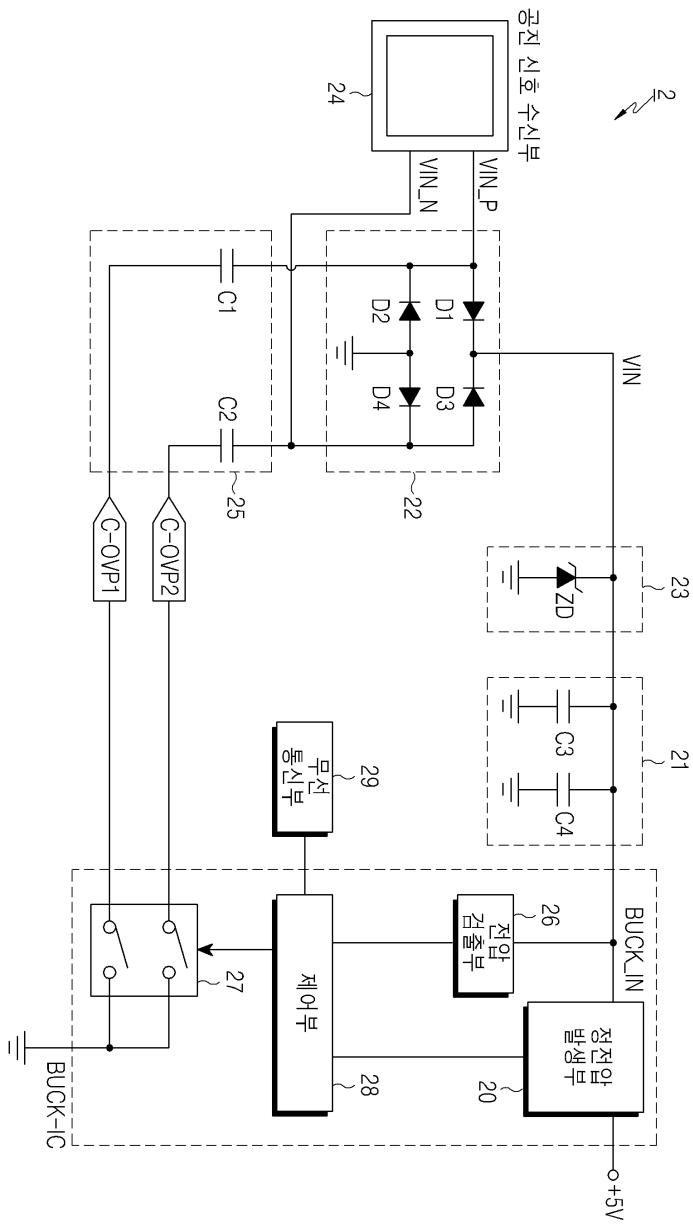 2
공진 신호 수신부
24
VIN_P
VIN_N
D1
D3
D2
D4
22
VIN
C1
C2
25
C-OVP2
C-OVP1
23
ZD
21
C3
C4
29
무선
통신부
BUCK_IN
26
전압
검출부
정전압
발생부
20
+5V
제어부
28
27
BUCK-IC